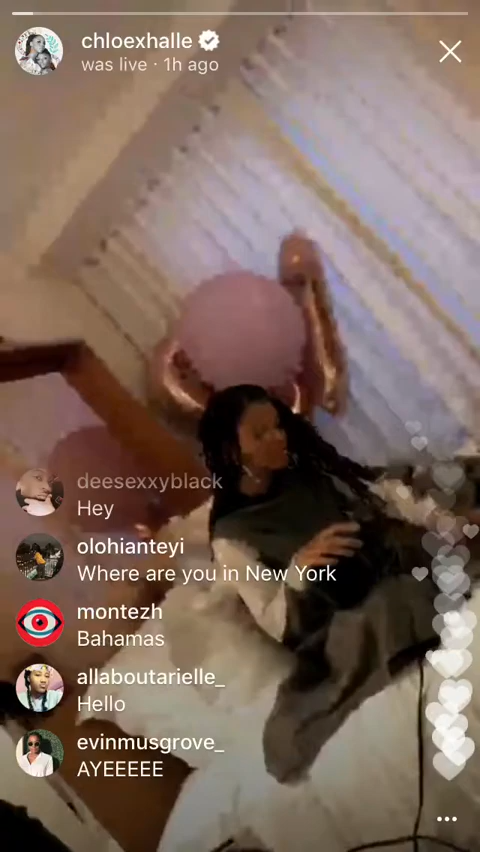 chloexhalle
was live · 1h ago
deesexxyblack
Hey
olohianteyi
Where are you in New York
montezh
Bahamas
allaboutarielle_
Hello
evinmusgrove_
AYEEEEE